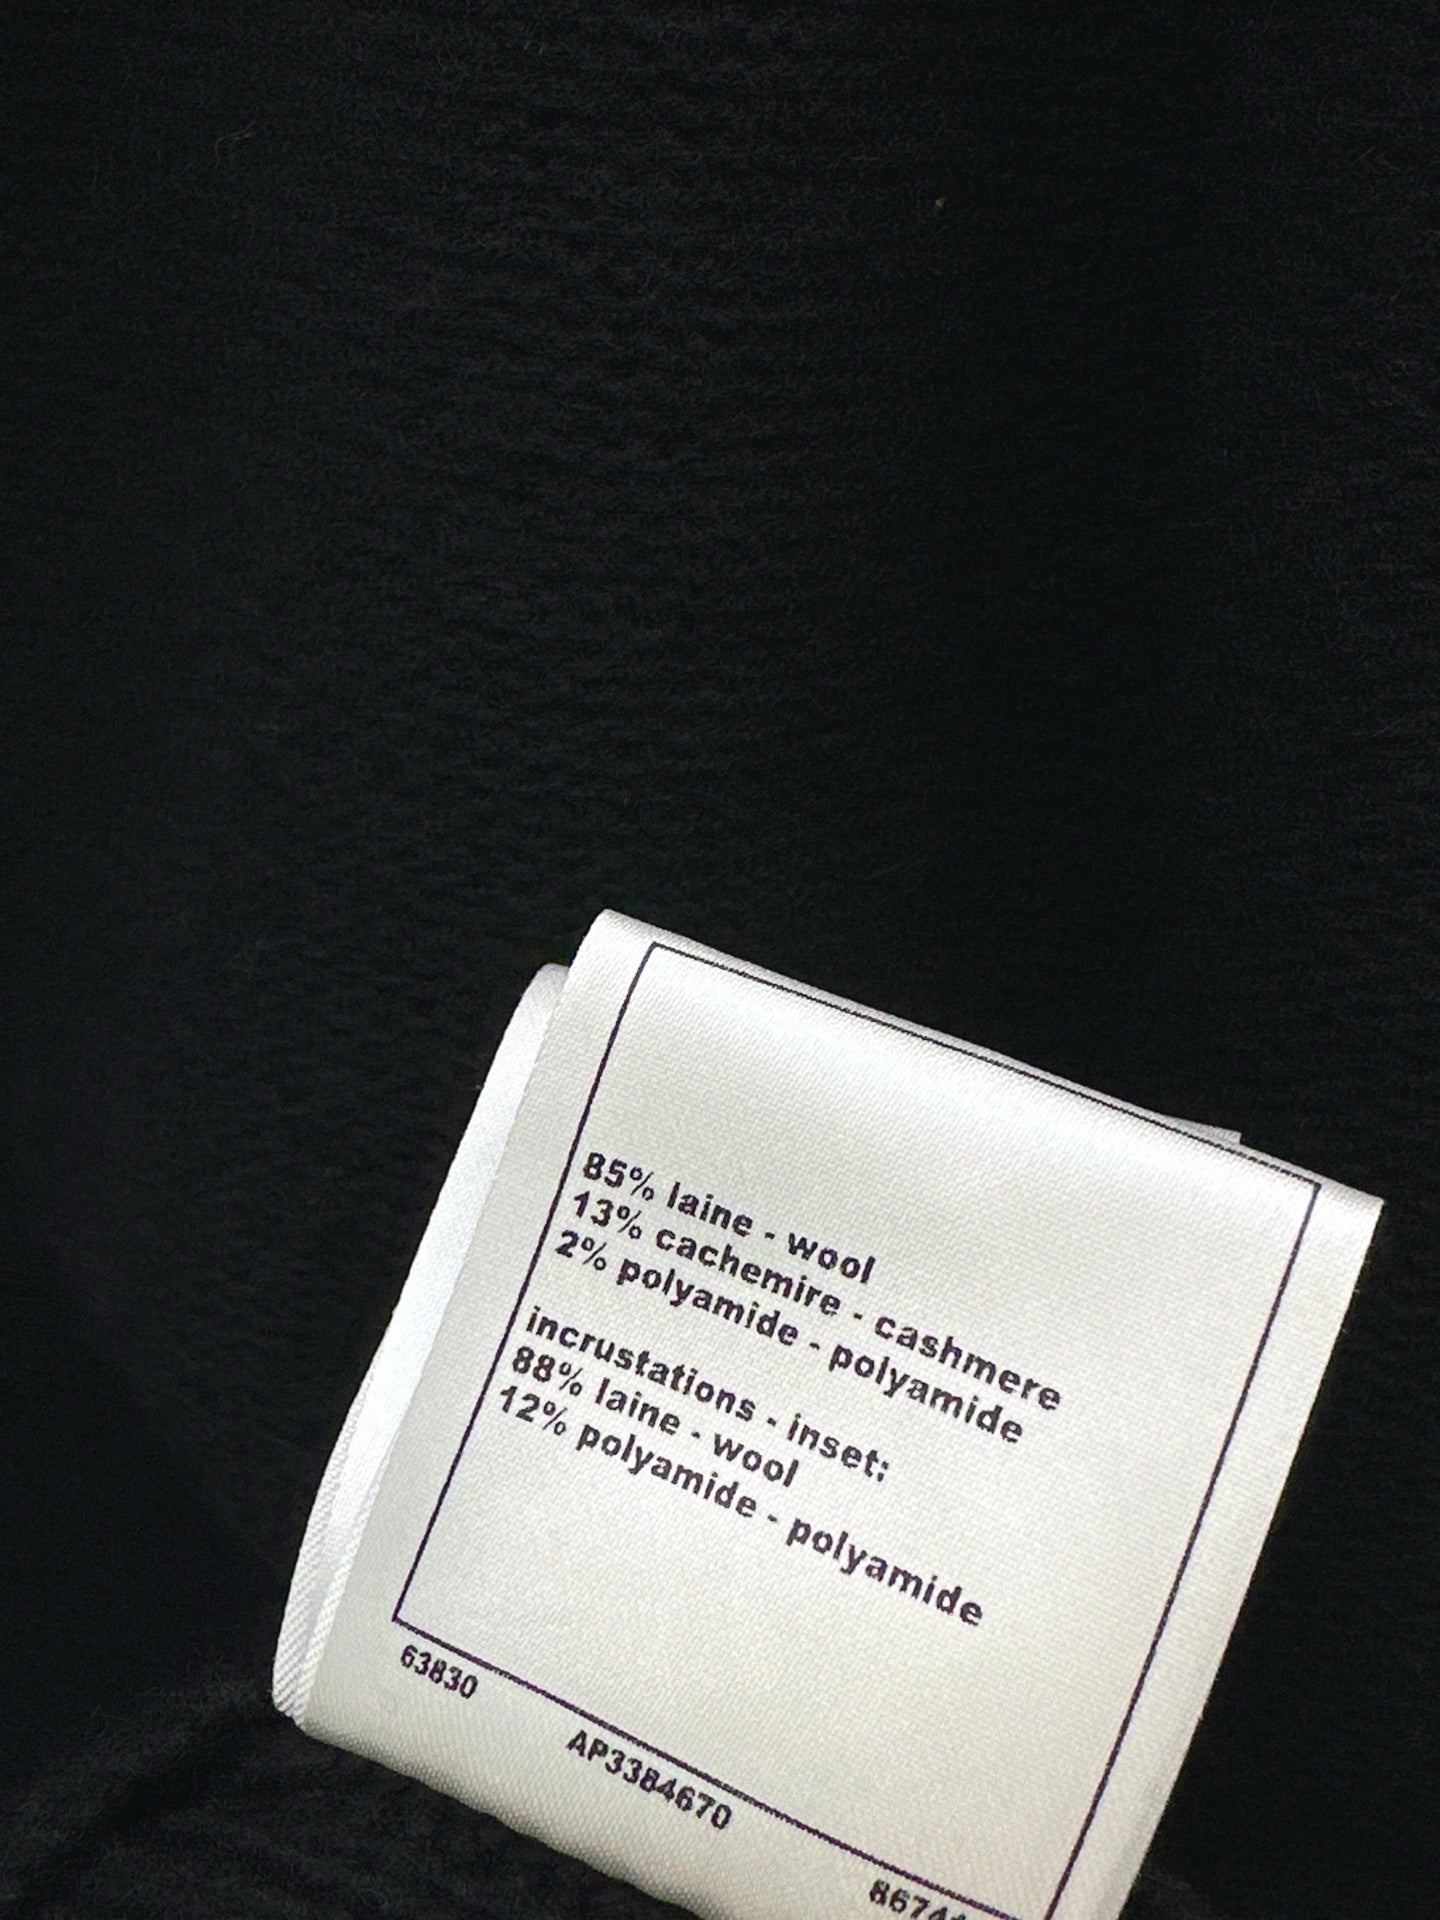 85% laine - wool
13% cachemire - cashmere
2% polyamide - polyamide
incrustations - inset:
88% laine - wool
12% polyamide - polyamide
63830
AP3384670